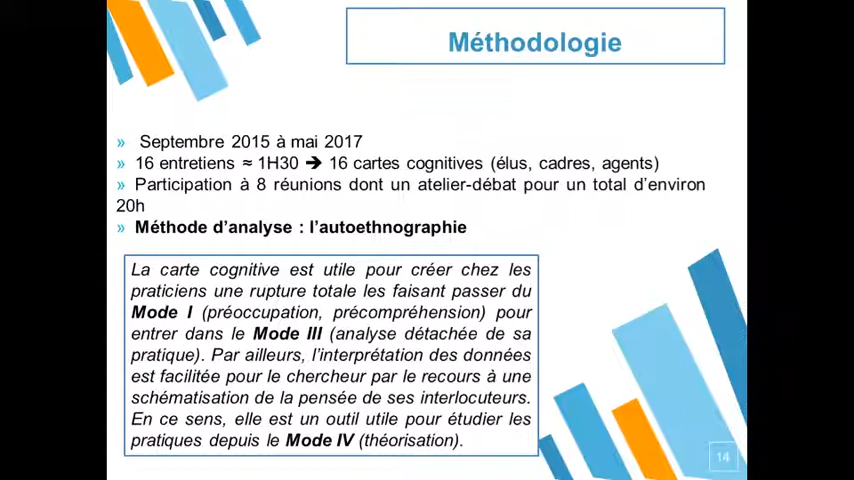 Méthodologie
» Septembre 2015 à mai 2017
» 16 entretiens ≈ 1H30 ➔ 16 cartes cognitives (élus, cadres, agents)
» Participation à 8 réunions dont un atelier-débat pour un total d’environ
20h
» Méthode d’analyse : l’autoethnographie
La carte cognitive est utile pour créer chez les
praticiens une rupture totale les faisant passer du
Mode I (préoccupation, précompréhension) pour
entrer dans le Mode III (analyse détachée de sa
pratique). Par ailleurs, l’interprétation des données
est facilitée pour le chercheur par le recours à une
schématisation de la pensée de ses interlocuteurs.
En ce sens, elle est un outil utile pour étudier les
pratiques depuis le Mode IV (théorisation).
14